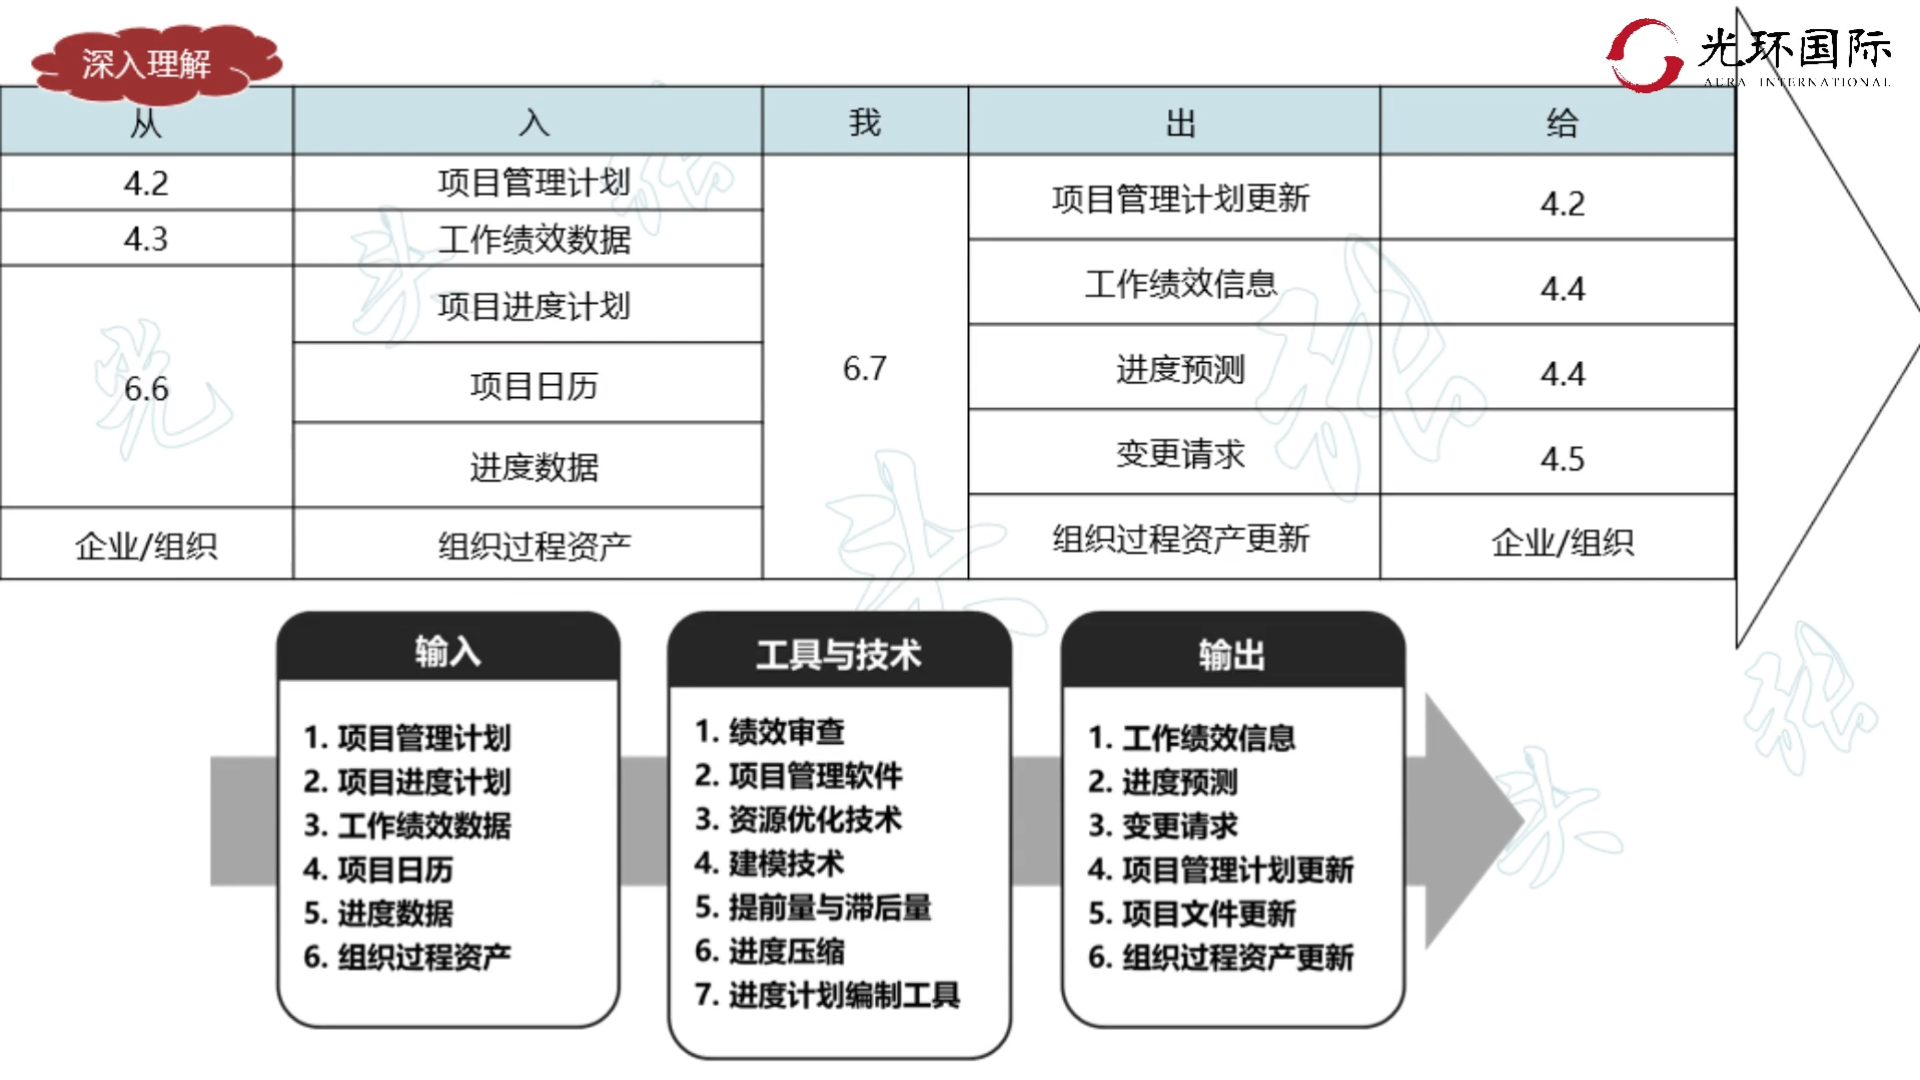 深入理解
光环国际
AURA INTERNATIONAL
从 入 我 出 给
4.2 项目管理计划
4.3 工作绩效数据
6.6 项目进度计划
项目日历
进度数据
企业/组织 组织过程资产
6.7
项目管理计划更新 4.2
工作绩效信息 4.4
进度预测 4.4
变更请求 4.5
组织过程资产更新 企业/组织
输入
1. 项目管理计划
2. 项目进度计划
3. 工作绩效数据
4. 项目日历
5. 进度数据
6. 组织过程资产
工具与技术
1. 绩效审查
2. 项目管理软件
3. 资源优化技术
4. 建模技术
5. 提前量与滞后量
6. 进度压缩
7. 进度计划编制工具
输出
1. 工作绩效信息
2. 进度预测
3. 变更请求
4. 项目管理计划更新
5. 项目文件更新
6. 组织过程资产更新